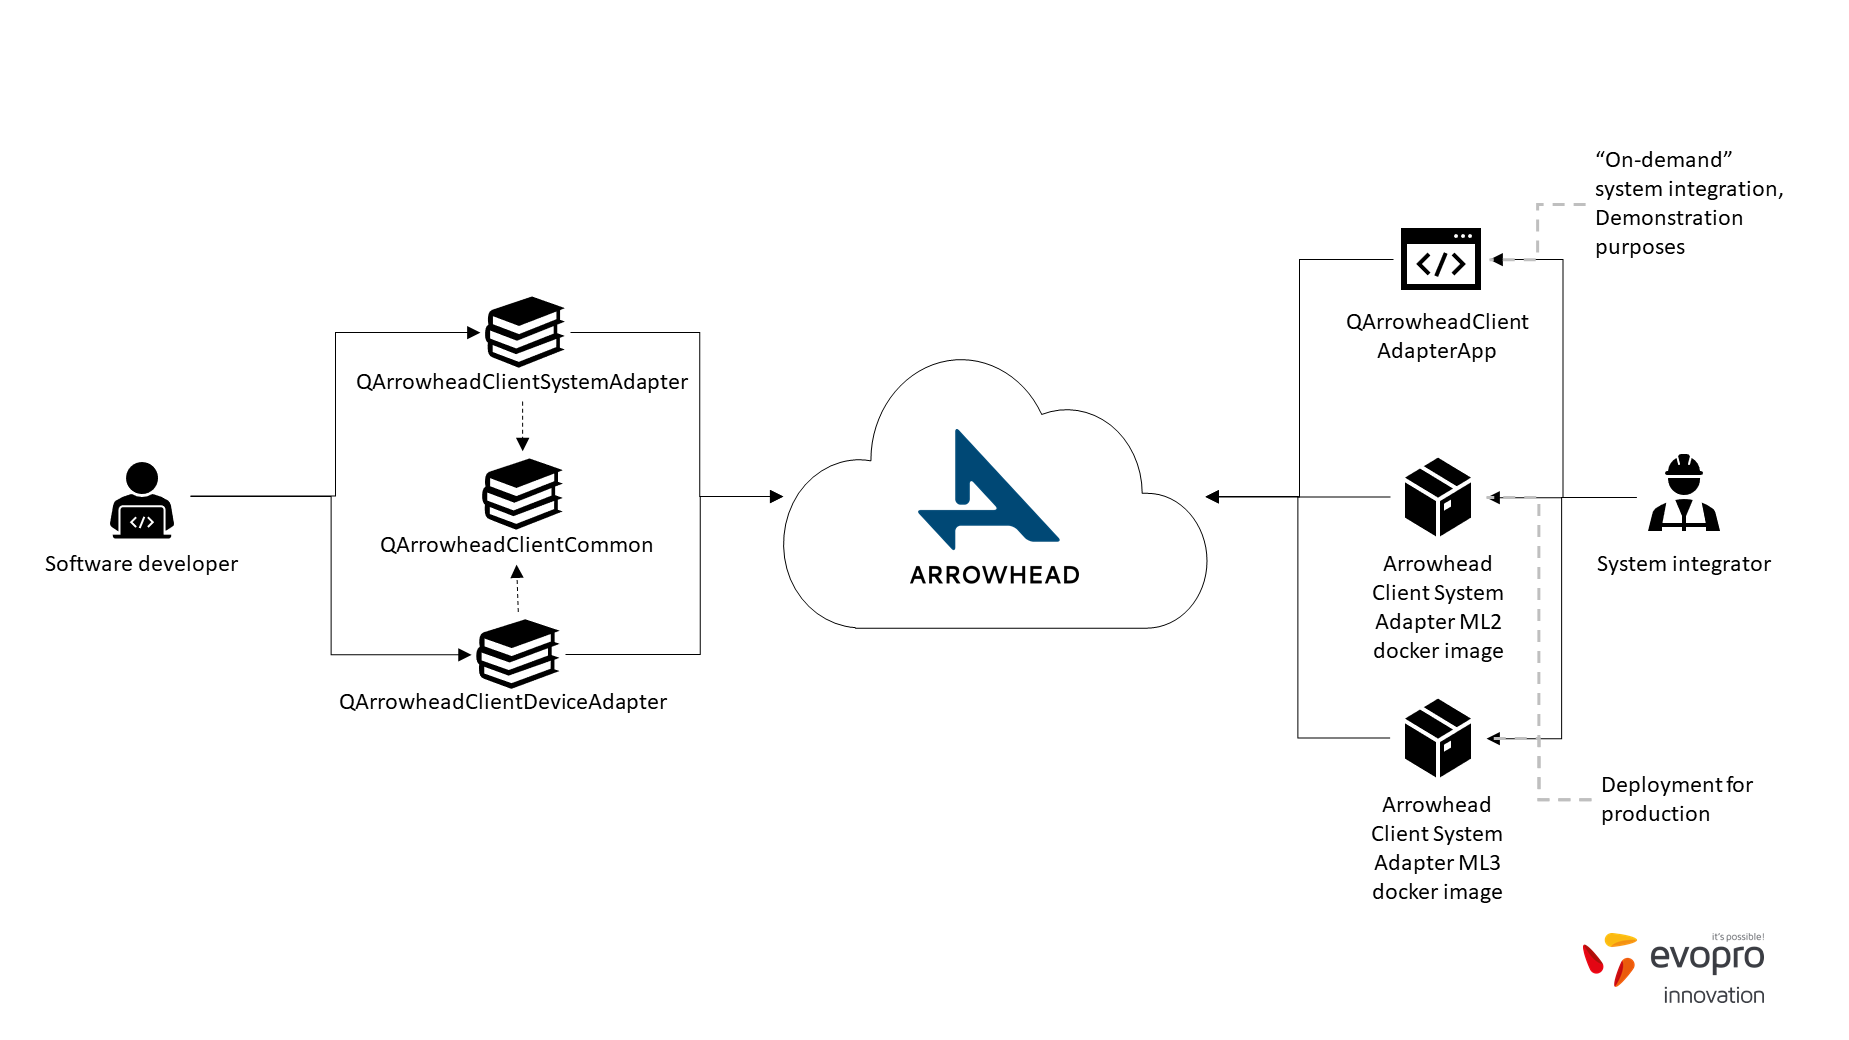 “On-demand”
system integration,
Demonstration
purposes
</>
QArrowheadClient
AdapterApp
QArrowheadClientSystemAdapter
QArrowheadClientCommon
QArrowheadClientDeviceAdapter
</>
Software developer
ARROWHEAD
Arrowhead
Client System
Adapter ML2
docker image
System integrator
Arrowhead
Client System
Adapter ML3
docker image
Deployment for
production
it's possible!
evopro
innovation